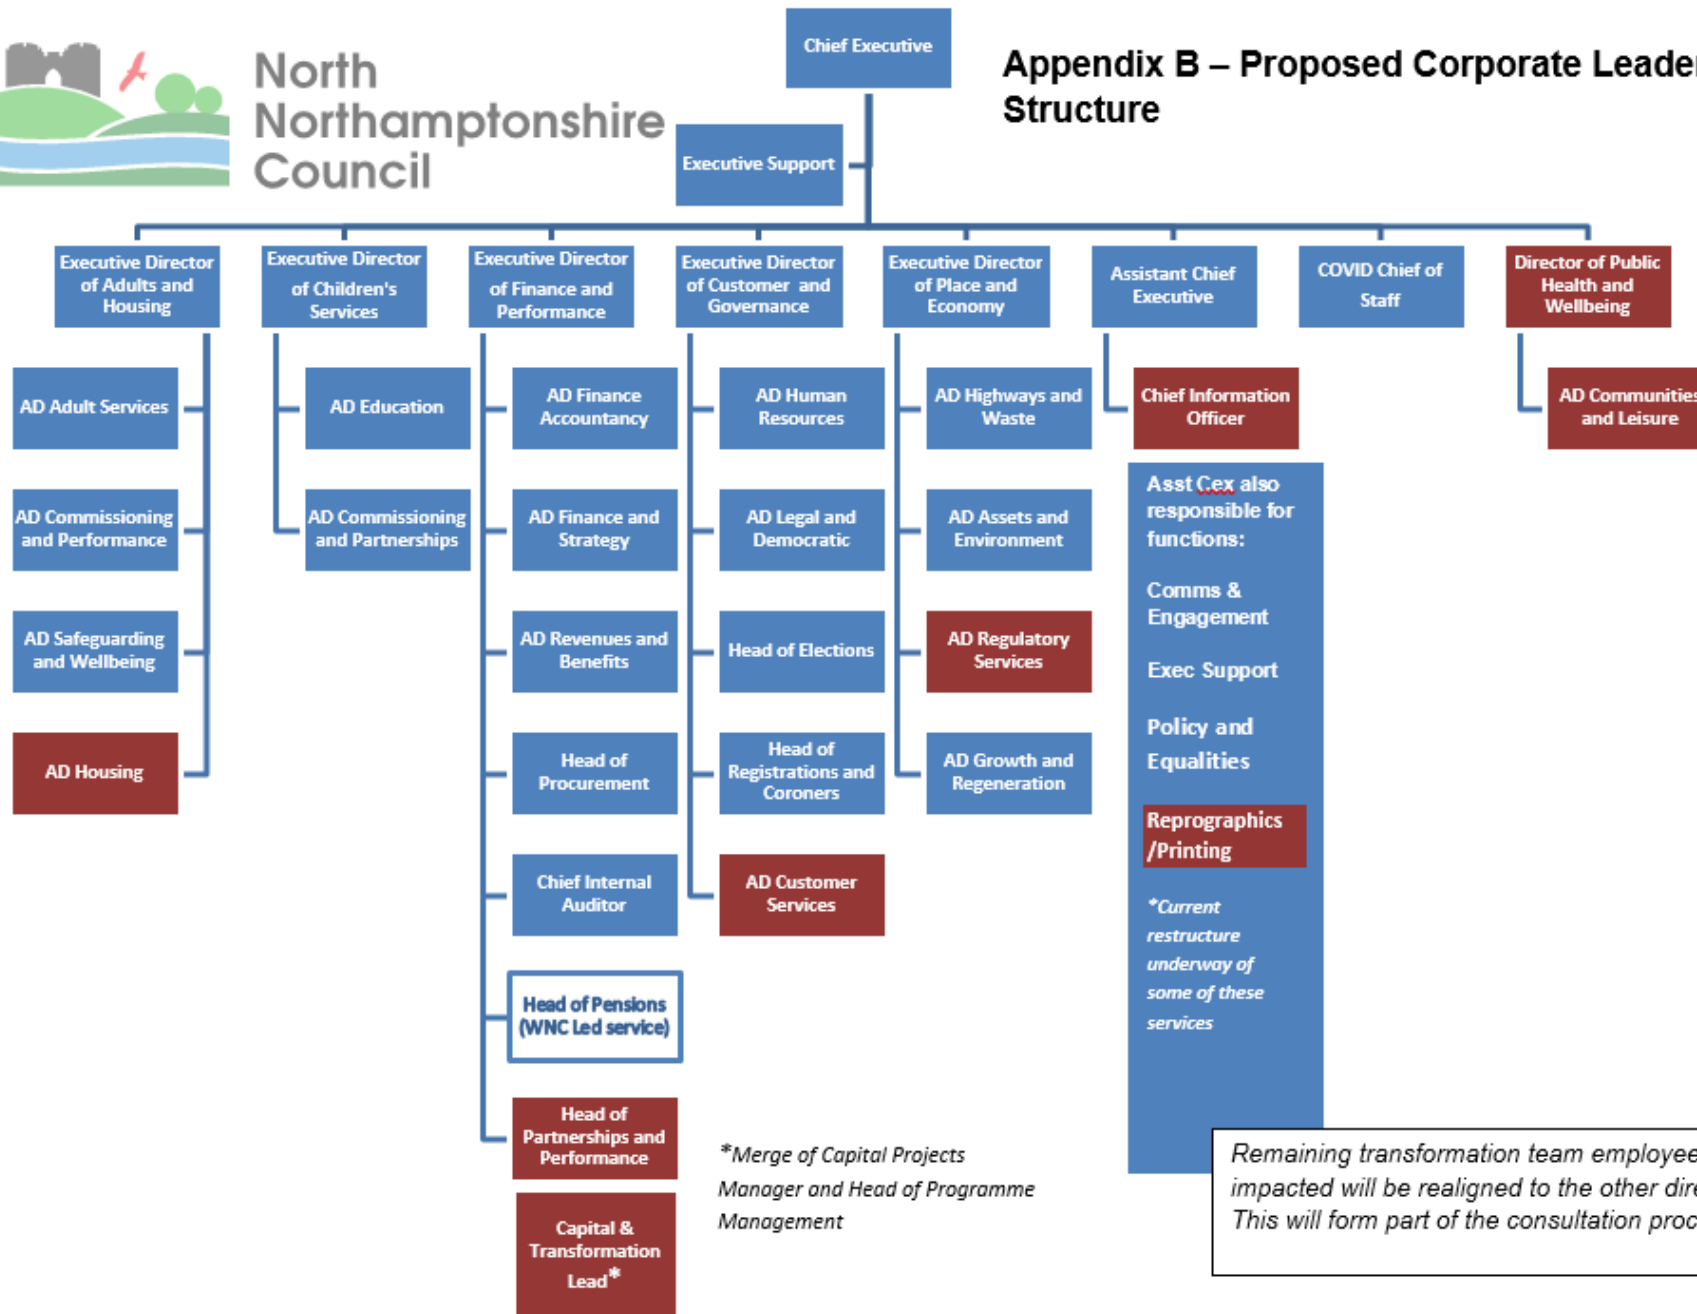 North
Northamptonshire
Council
Chief Executive
Appendix B – Proposed Corporate Leader
Structure
Executive Support
Executive Director
of Adults and
Housing
Executive Director
of Children's
Services
Executive Director
of Finance and
Performance
Executive Director
of Customer and
Governance
Executive Director
of Place and
Economy
Assistant Chief
Executive
COVID Chief of
Staff
Director of Public
Health and
Wellbeing
AD Adult Services
AD Commissioning
and Performance
AD Safeguarding
and Wellbeing
AD Housing
AD Education
AD Commissioning
and Partnerships
AD Finance
Accountancy
AD Finance and
Strategy
AD Revenues and
Benefits
Head of
Procurement
Chief Internal
Auditor
Head of Pensions
(WNC Led service)
Head of
Partnerships and
Performance
Capital &
Transformation
Lead*
AD Human
Resources
AD Legal and
Democratic
Head of Elections
Head of
Registrations and
Coroners
AD Customer
Services
*Merge of Capital Projects
Manager and Head of Programme
Management
AD Highways and
Waste
AD Assets and
Environment
AD Regulatory
Services
AD Growth and
Regeneration
Chief Information
Officer
Asst Cex also
responsible for
functions:
Comms &
Engagement
Exec Support
Policy and
Equalities
Reprographics
/Printing
*Current
restructure
underway of
some of these
services
AD Communities
and Leisure
Remaining transformation team employee
impacted will be realigned to the other dire
This will form part of the consultation proc